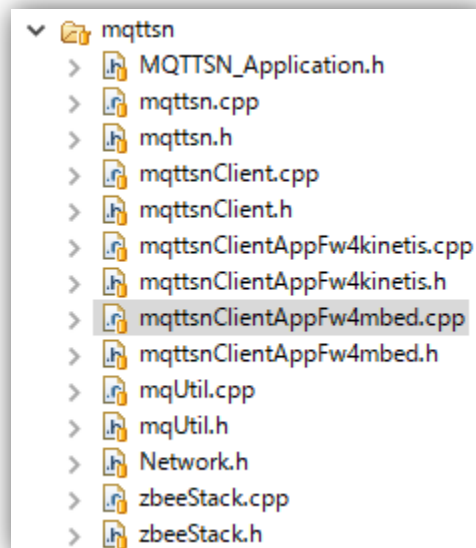 mqttsn
MQTTSN_Application.h
mqttsn.cpp
mqttsn.h
mqttsnClient.cpp
mqttsnClient.h
mqttsnClientAppFw4kinetis.cpp
mqttsnClientAppFw4kinetis.h
mqttsnClientAppFw4mbed.cpp
mqttsnClientAppFw4mbed.h
mqUtil.cpp
mqUtil.h
Network.h
zbeeStack.cpp
zbeeStack.h